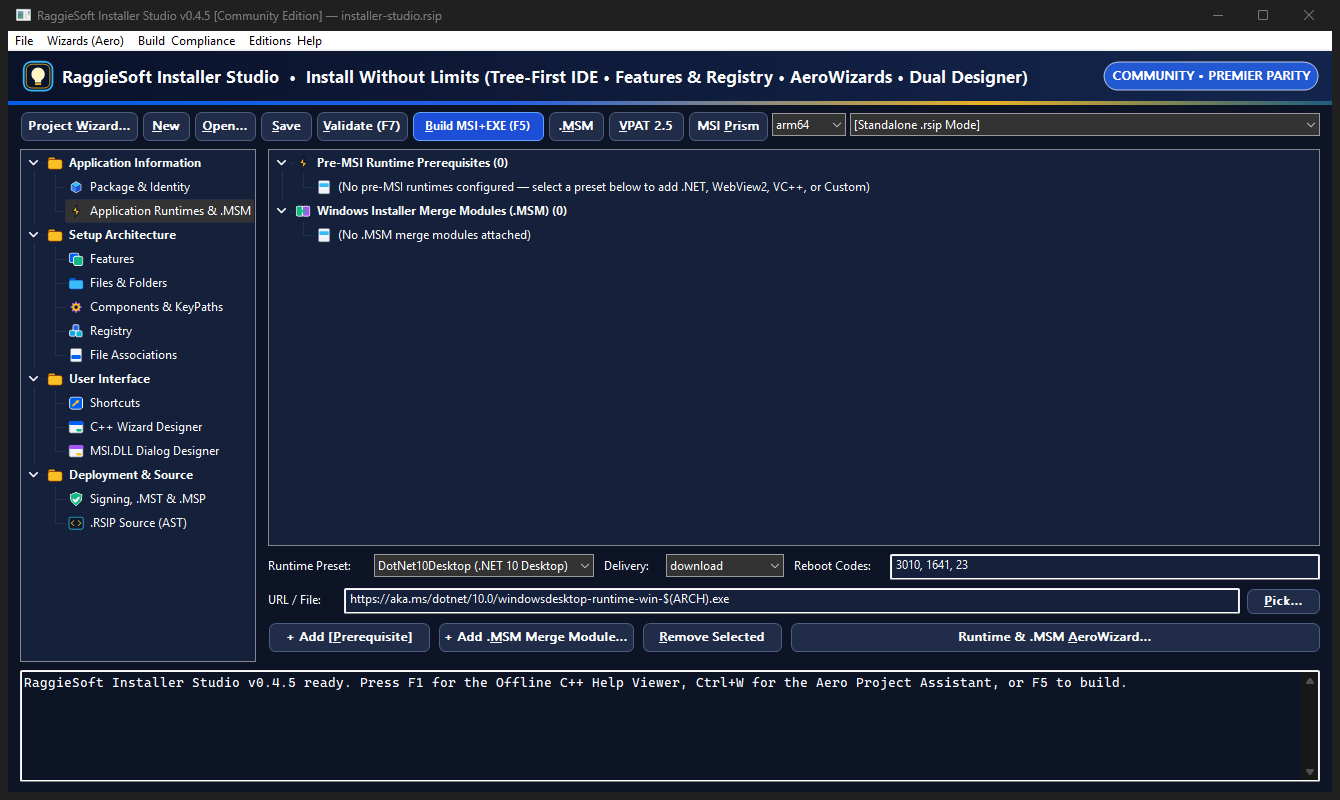 RaggieSoft Installer Studio v0.4.5 [Community Edition] — installer-studio.rsip
File Wizards (Aero) Build Compliance Editions Help
RaggieSoft Installer Studio • Install Without Limits (Tree-First IDE • Features & Registry • AeroWizards • Dual Designer)
COMMUNITY • PREMIER PARITY
Project Wizard... New Open... Save Validate (F7) Build MSI+EXE (F5) .MSM VPAT 2.5 MSI Prism arm64 [Standalone .rsip Mode]
Application Information
Package & Identity
Application Runtimes & .MSM
Setup Architecture
Features
Files & Folders
Components & KeyPaths
Registry
File Associations
User Interface
Shortcuts
C++ Wizard Designer
MSI.DLL Dialog Designer
Deployment & Source
Signing, .MST & .MSP
.RSIP Source (AST)
Pre-MSI Runtime Prerequisites (0)
(No pre-MSI runtimes configured — select a preset below to add .NET, WebView2, VC++, or Custom)
Windows Installer Merge Modules (.MSM) (0)
(No .MSM merge modules attached)
Runtime Preset: DotNet10Desktop (.NET 10 Desktop) Delivery: download Reboot Codes: 3010, 1641, 23
URL / File: https://aka.ms/dotnet/10.0/windowsdesktop-runtime-win-$(ARCH).exe Pick...
+ Add [Prerequisite] + Add .MSM Merge Module... Remove Selected Runtime & .MSM AeroWizard...
RaggieSoft Installer Studio v0.4.5 ready. Press F1 for the Offline C++ Help Viewer, Ctrl+W for the Aero Project Assistant, or F5 to build.